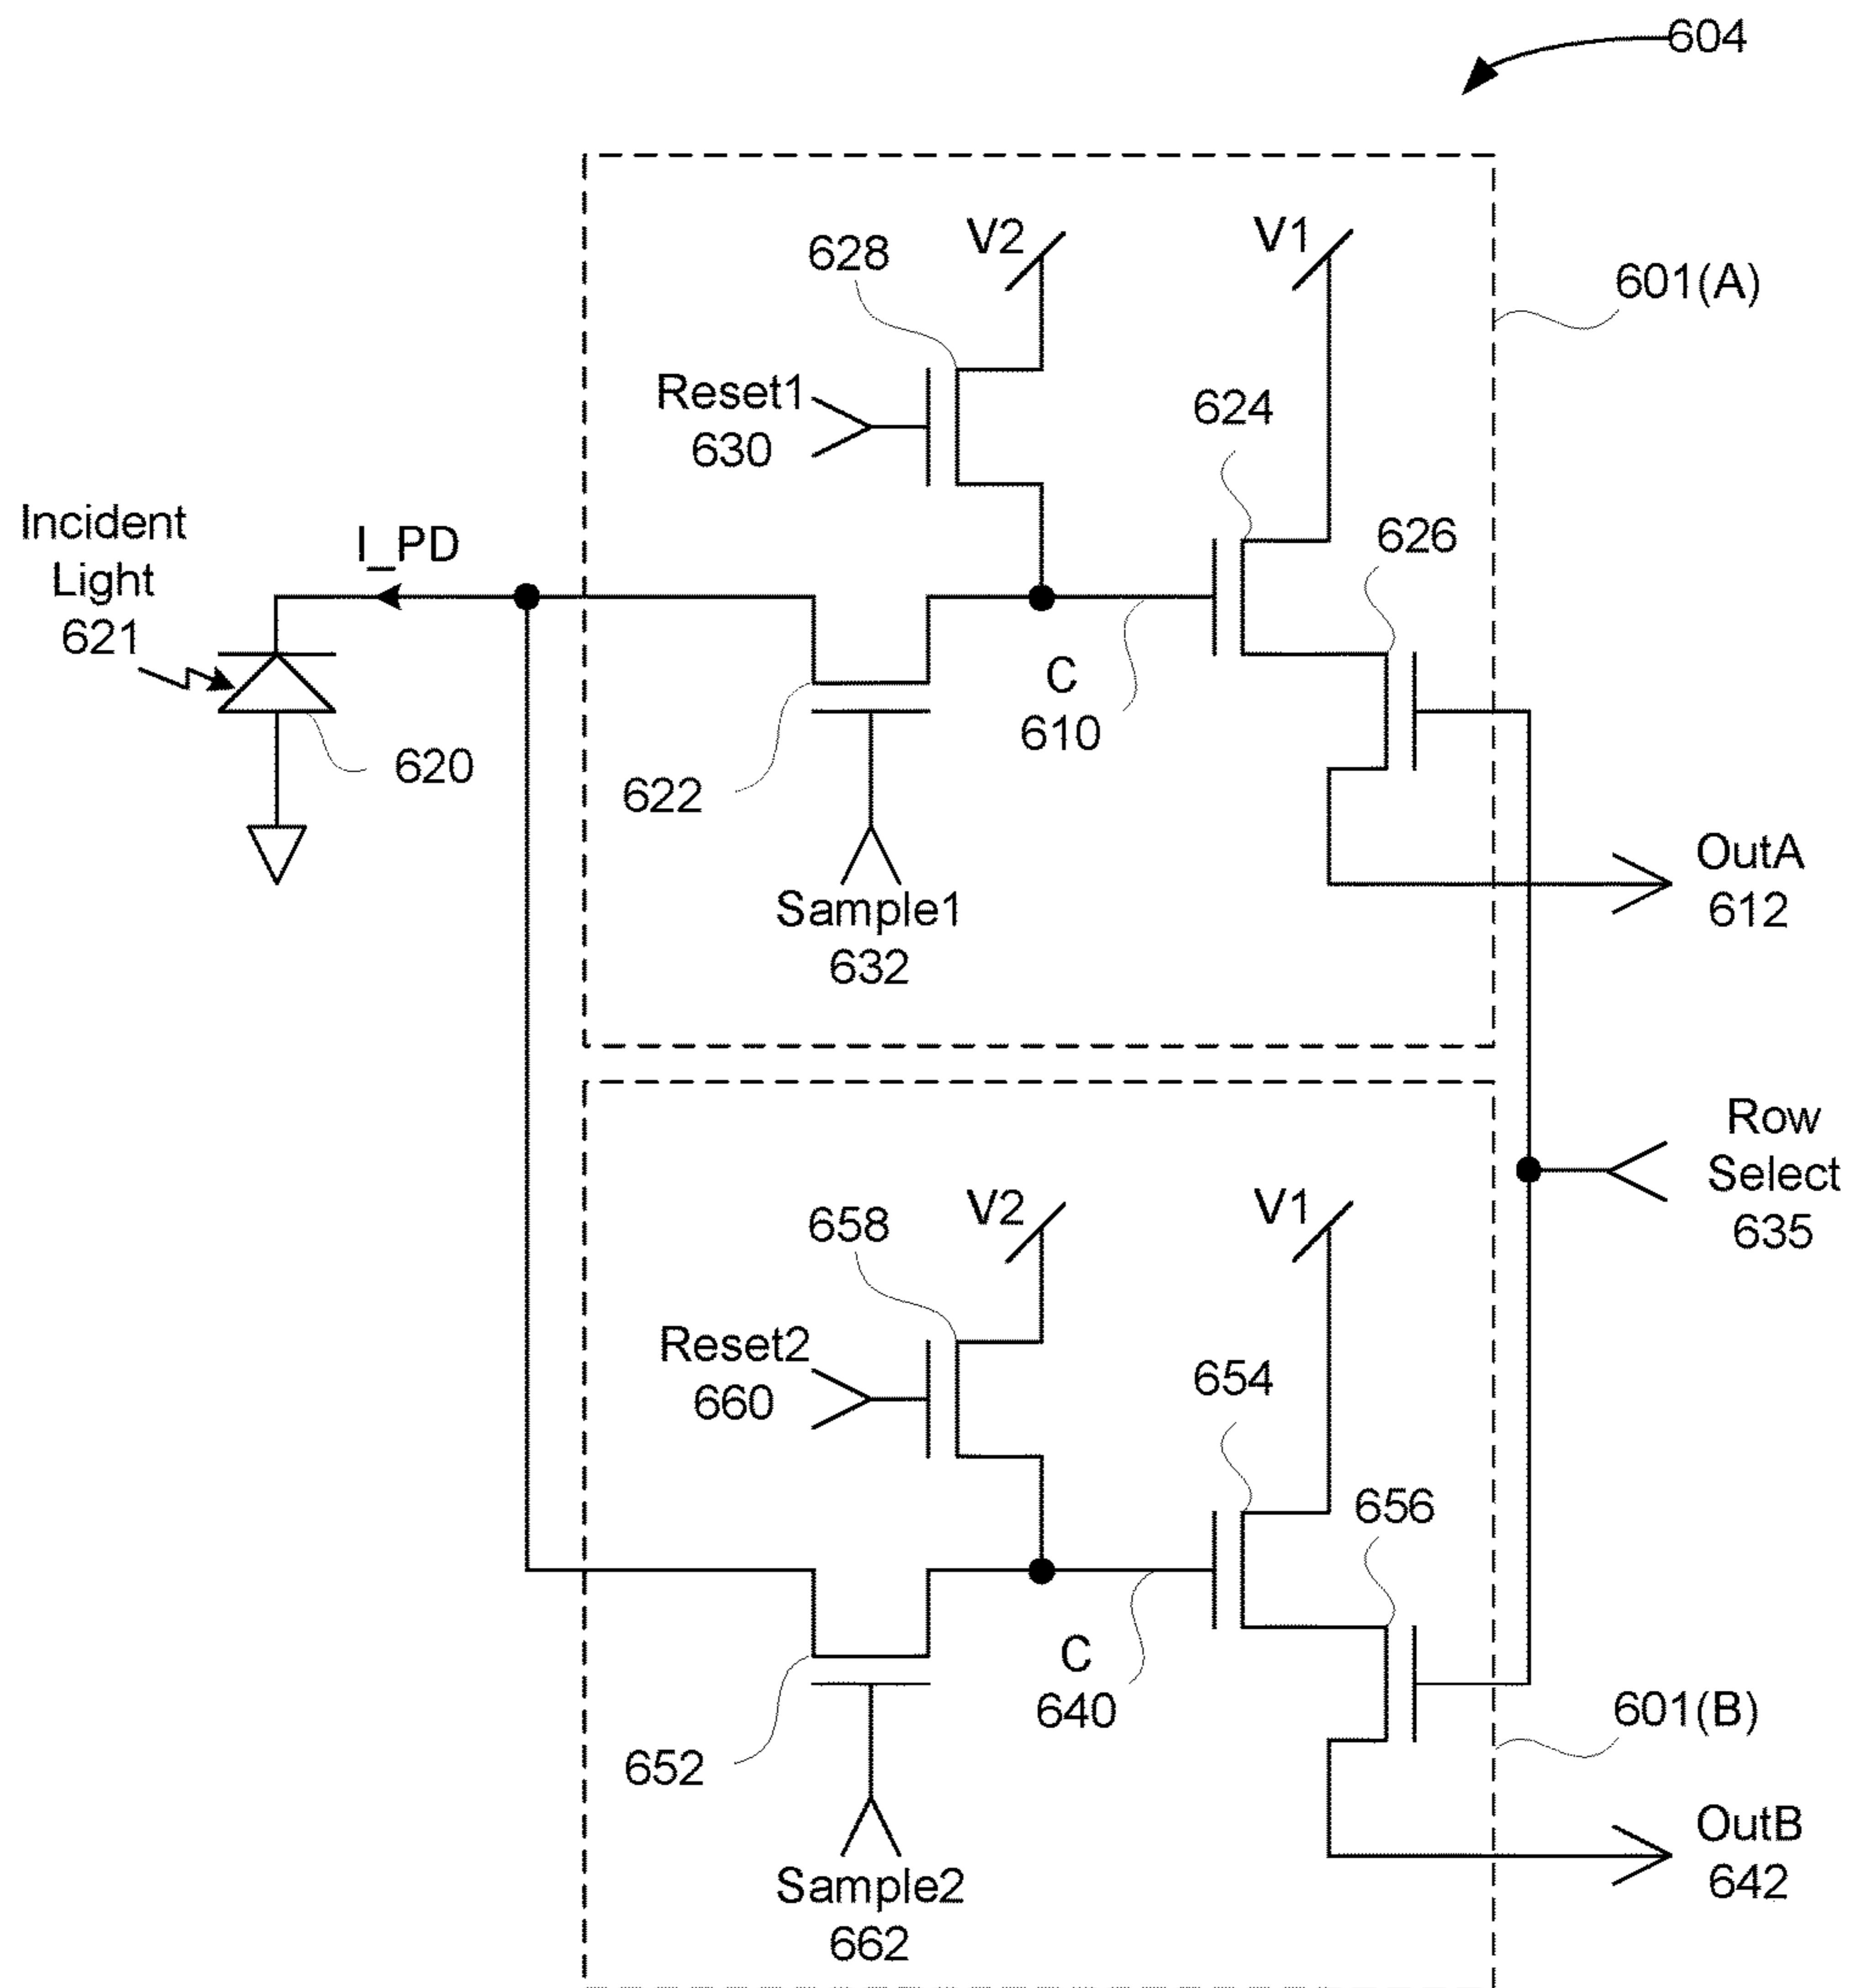 604
V2
V1
628
601(A)
Reset1
630
624
626
Incident
Light
621
I_PD
C
610
620
622
Sample1
632
OutA
612
Row
Select
635
V2
V1
658
Reset2
660
654
656
C
640
652
601(B)
Sample2
662
OutB
642